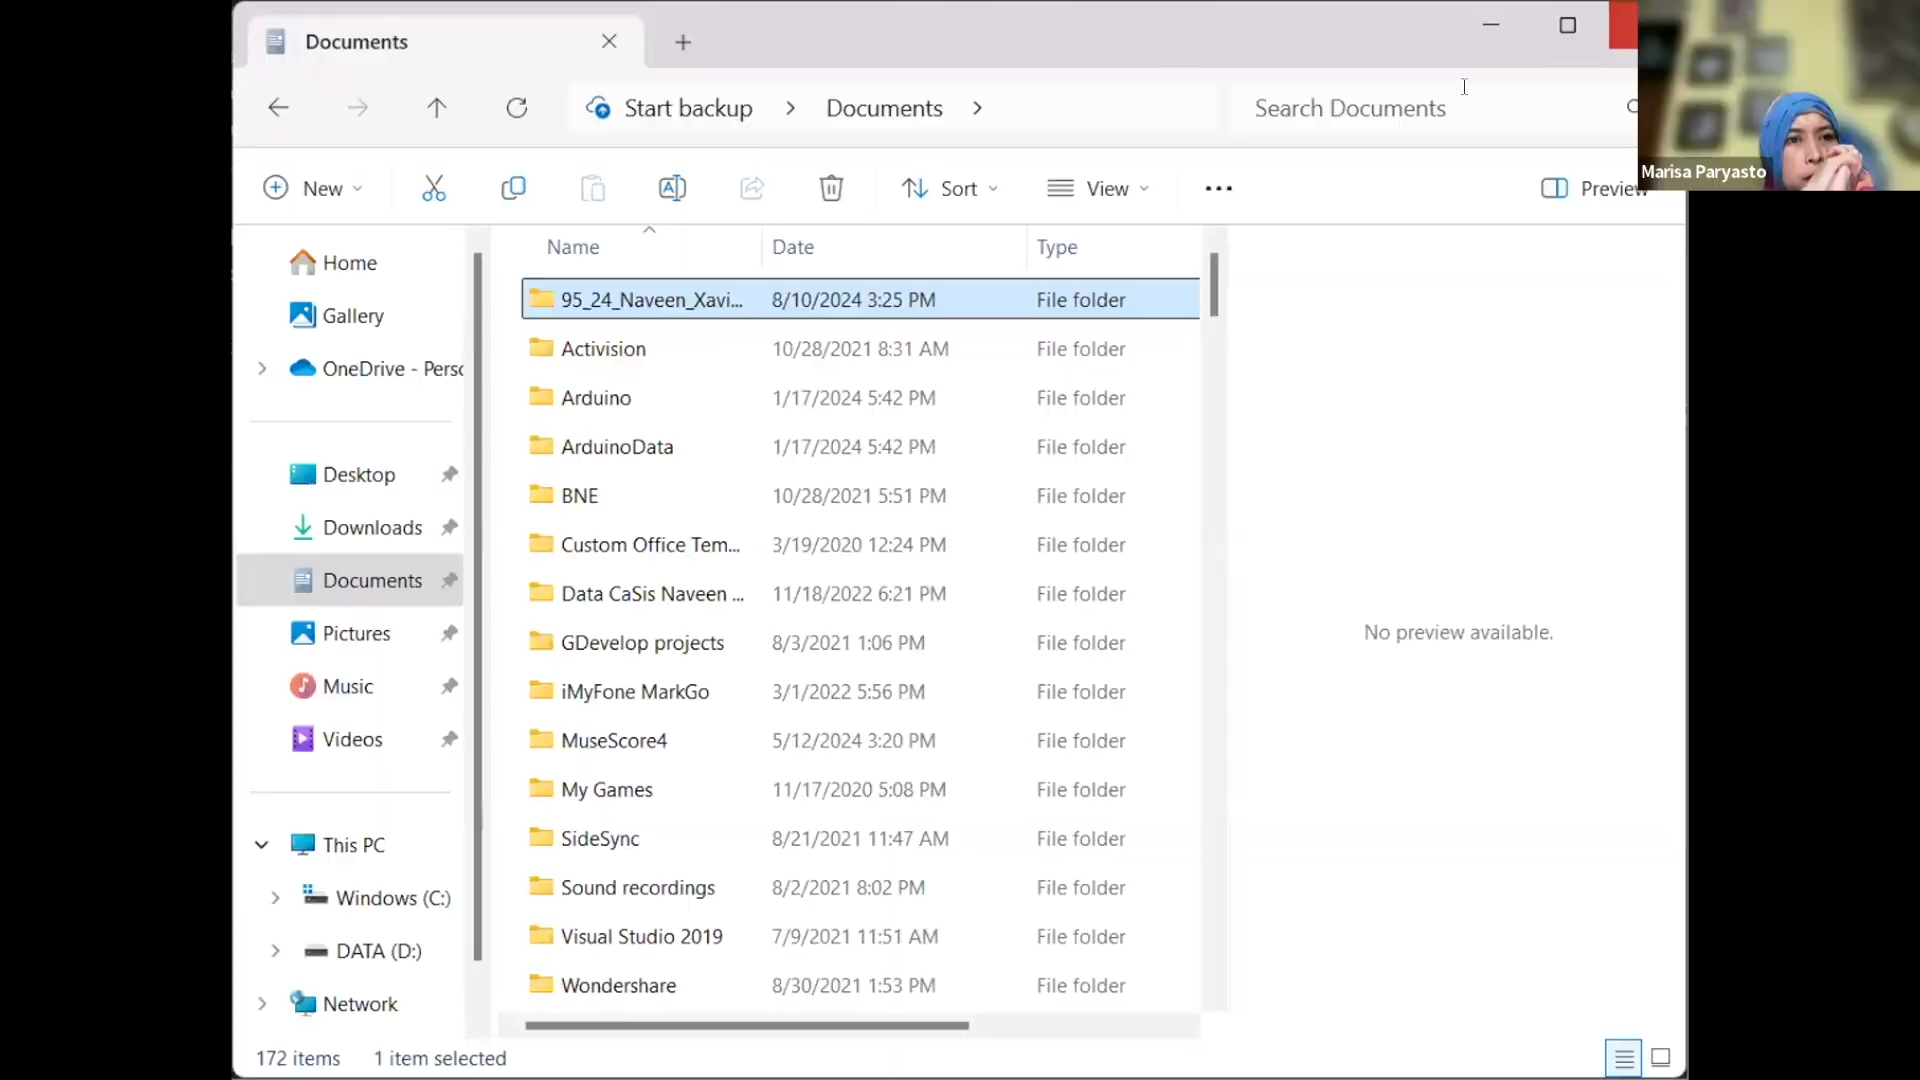 Documents
Start backup
Documents
Search Documents
Marisa Paryasto
New
Sort
View
Preview
Name
Date
Type
Home
Gallery
OneDrive - Perso
Desktop
Downloads
Documents
Pictures
Music
Videos
This PC
Windows (C:)
DATA (D:)
Network
95_24_Naveen_Xavi... 8/10/2024 3:25 PM File folder
Activision 10/28/2021 8:31 AM File folder
Arduino 1/17/2024 5:42 PM File folder
ArduinoData 1/17/2024 5:42 PM File folder
BNE 10/28/2021 5:51 PM File folder
Custom Office Tem... 3/19/2020 12:24 PM File folder
Data CaSis Naveen ... 11/18/2022 6:21 PM File folder
GDevelop projects 8/3/2021 1:06 PM File folder
iMyFone MarkGo 3/1/2022 5:56 PM File folder
MuseScore4 5/12/2024 3:20 PM File folder
My Games 11/17/2020 5:08 PM File folder
SideSync 8/21/2021 11:47 AM File folder
Sound recordings 8/2/2021 8:02 PM File folder
Visual Studio 2019 7/9/2021 11:51 AM File folder
Wondershare 8/30/2021 1:53 PM File folder
No preview available.
172 items
1 item selected